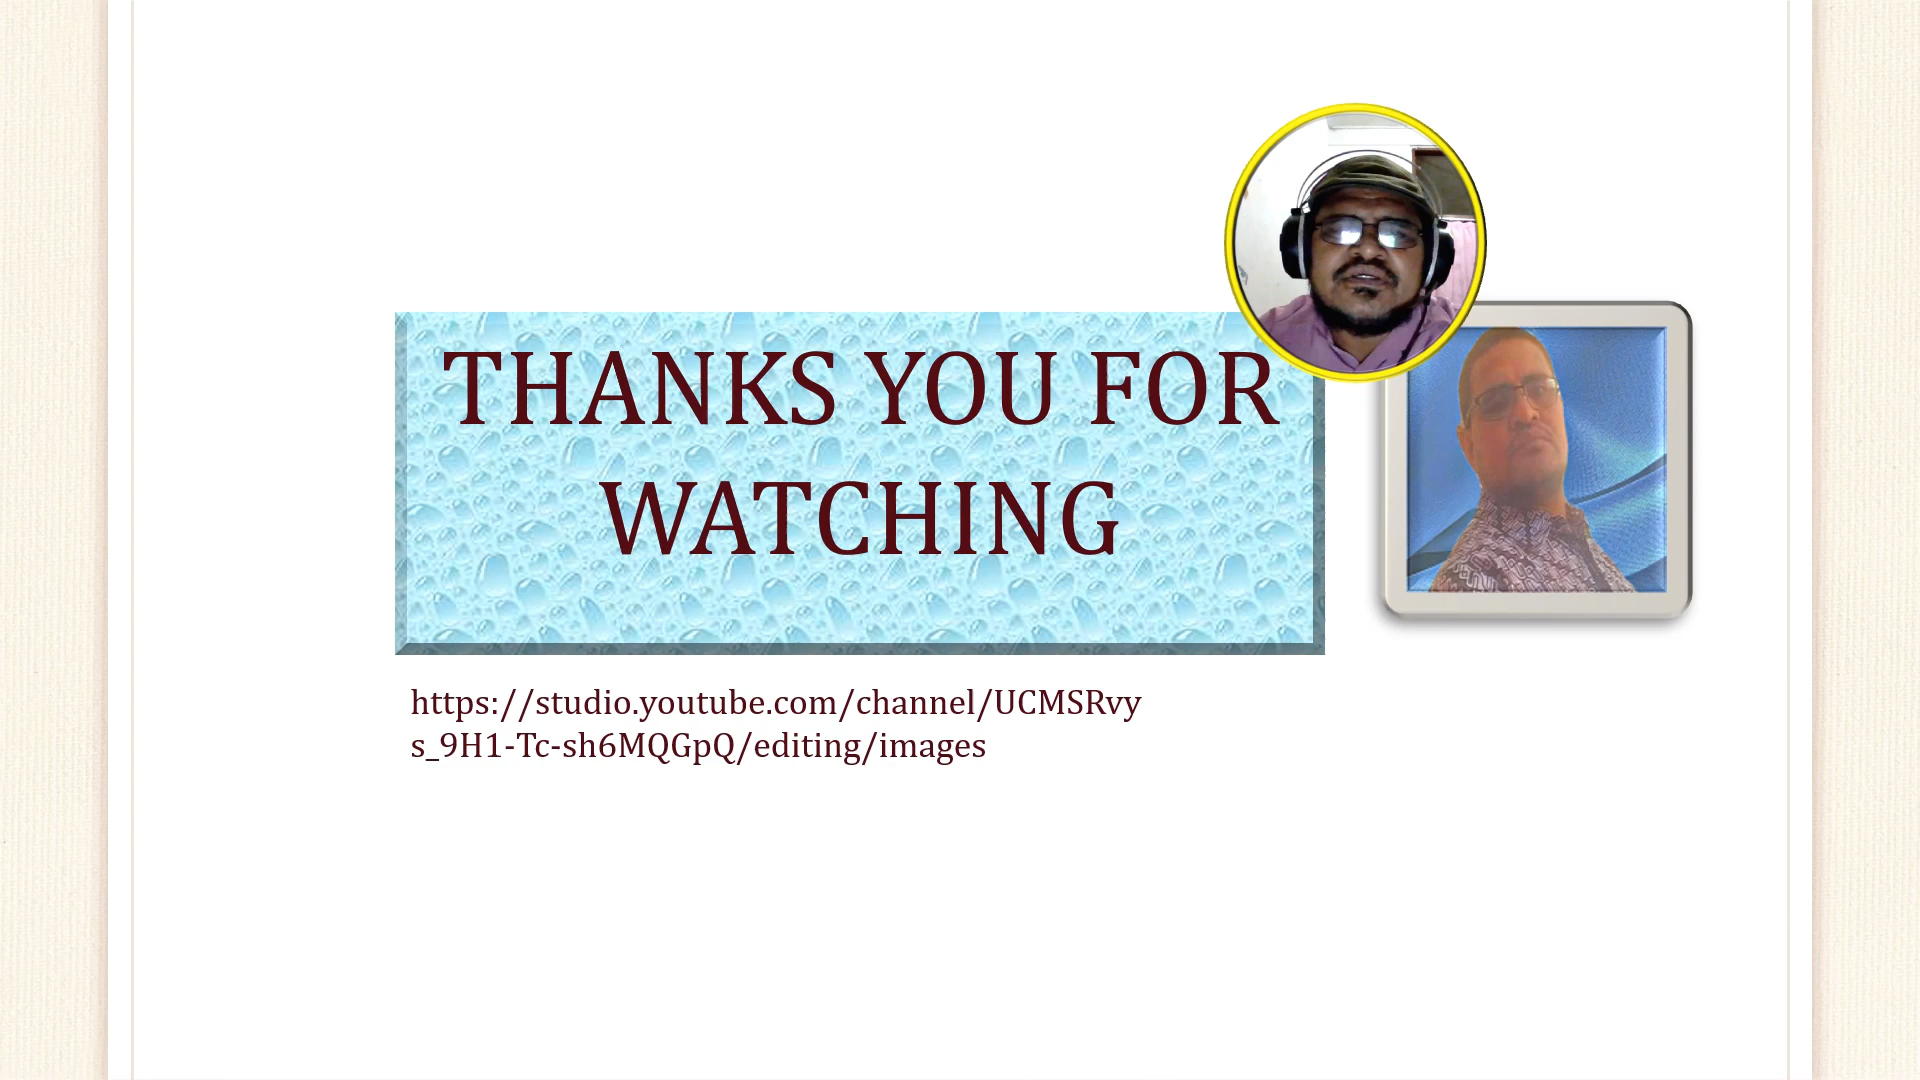 THANKS YOU FOR
WATCHING
https://studio.youtube.com/channel/UCMSRvy
s_9H1-Tc-sh6MQGpQ/editing/images